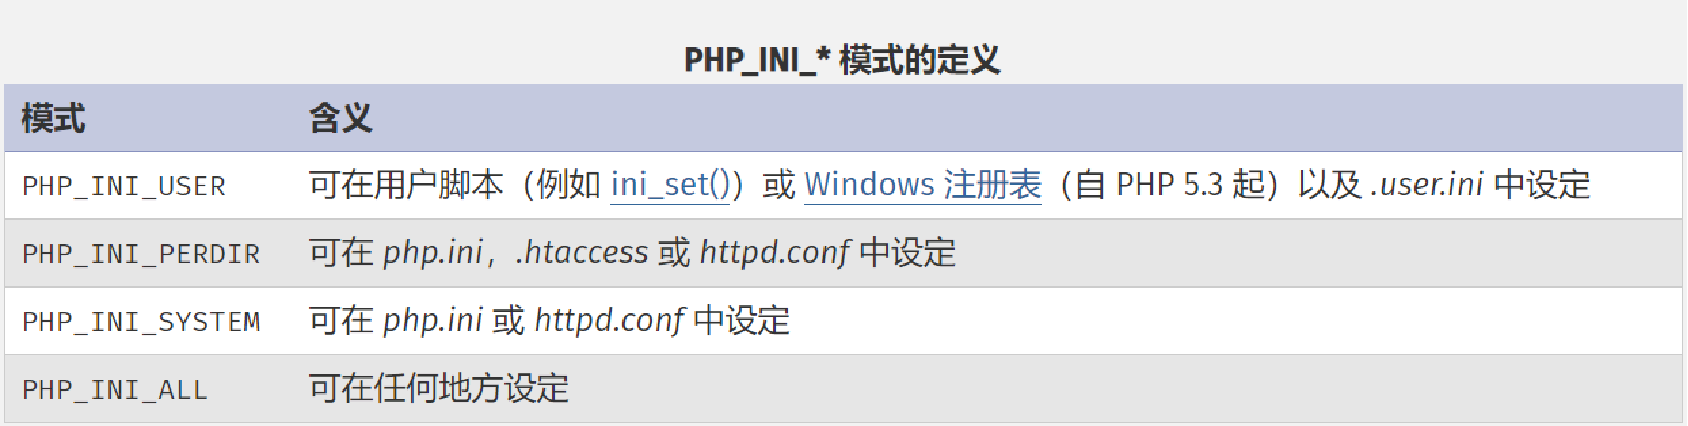 PHP_INI_* 模式的定义
模式 含义
PHP_INI_USER 可在用户脚本（例如 ini_set()）或 Windows 注册表（自 PHP 5.3 起）以及 .user.ini 中设定
PHP_INI_PERDIR 可在 php.ini，.htaccess 或 httpd.conf 中设定
PHP_INI_SYSTEM 可在 php.ini 或 httpd.conf 中设定
PHP_INI_ALL 可在任何地方设定